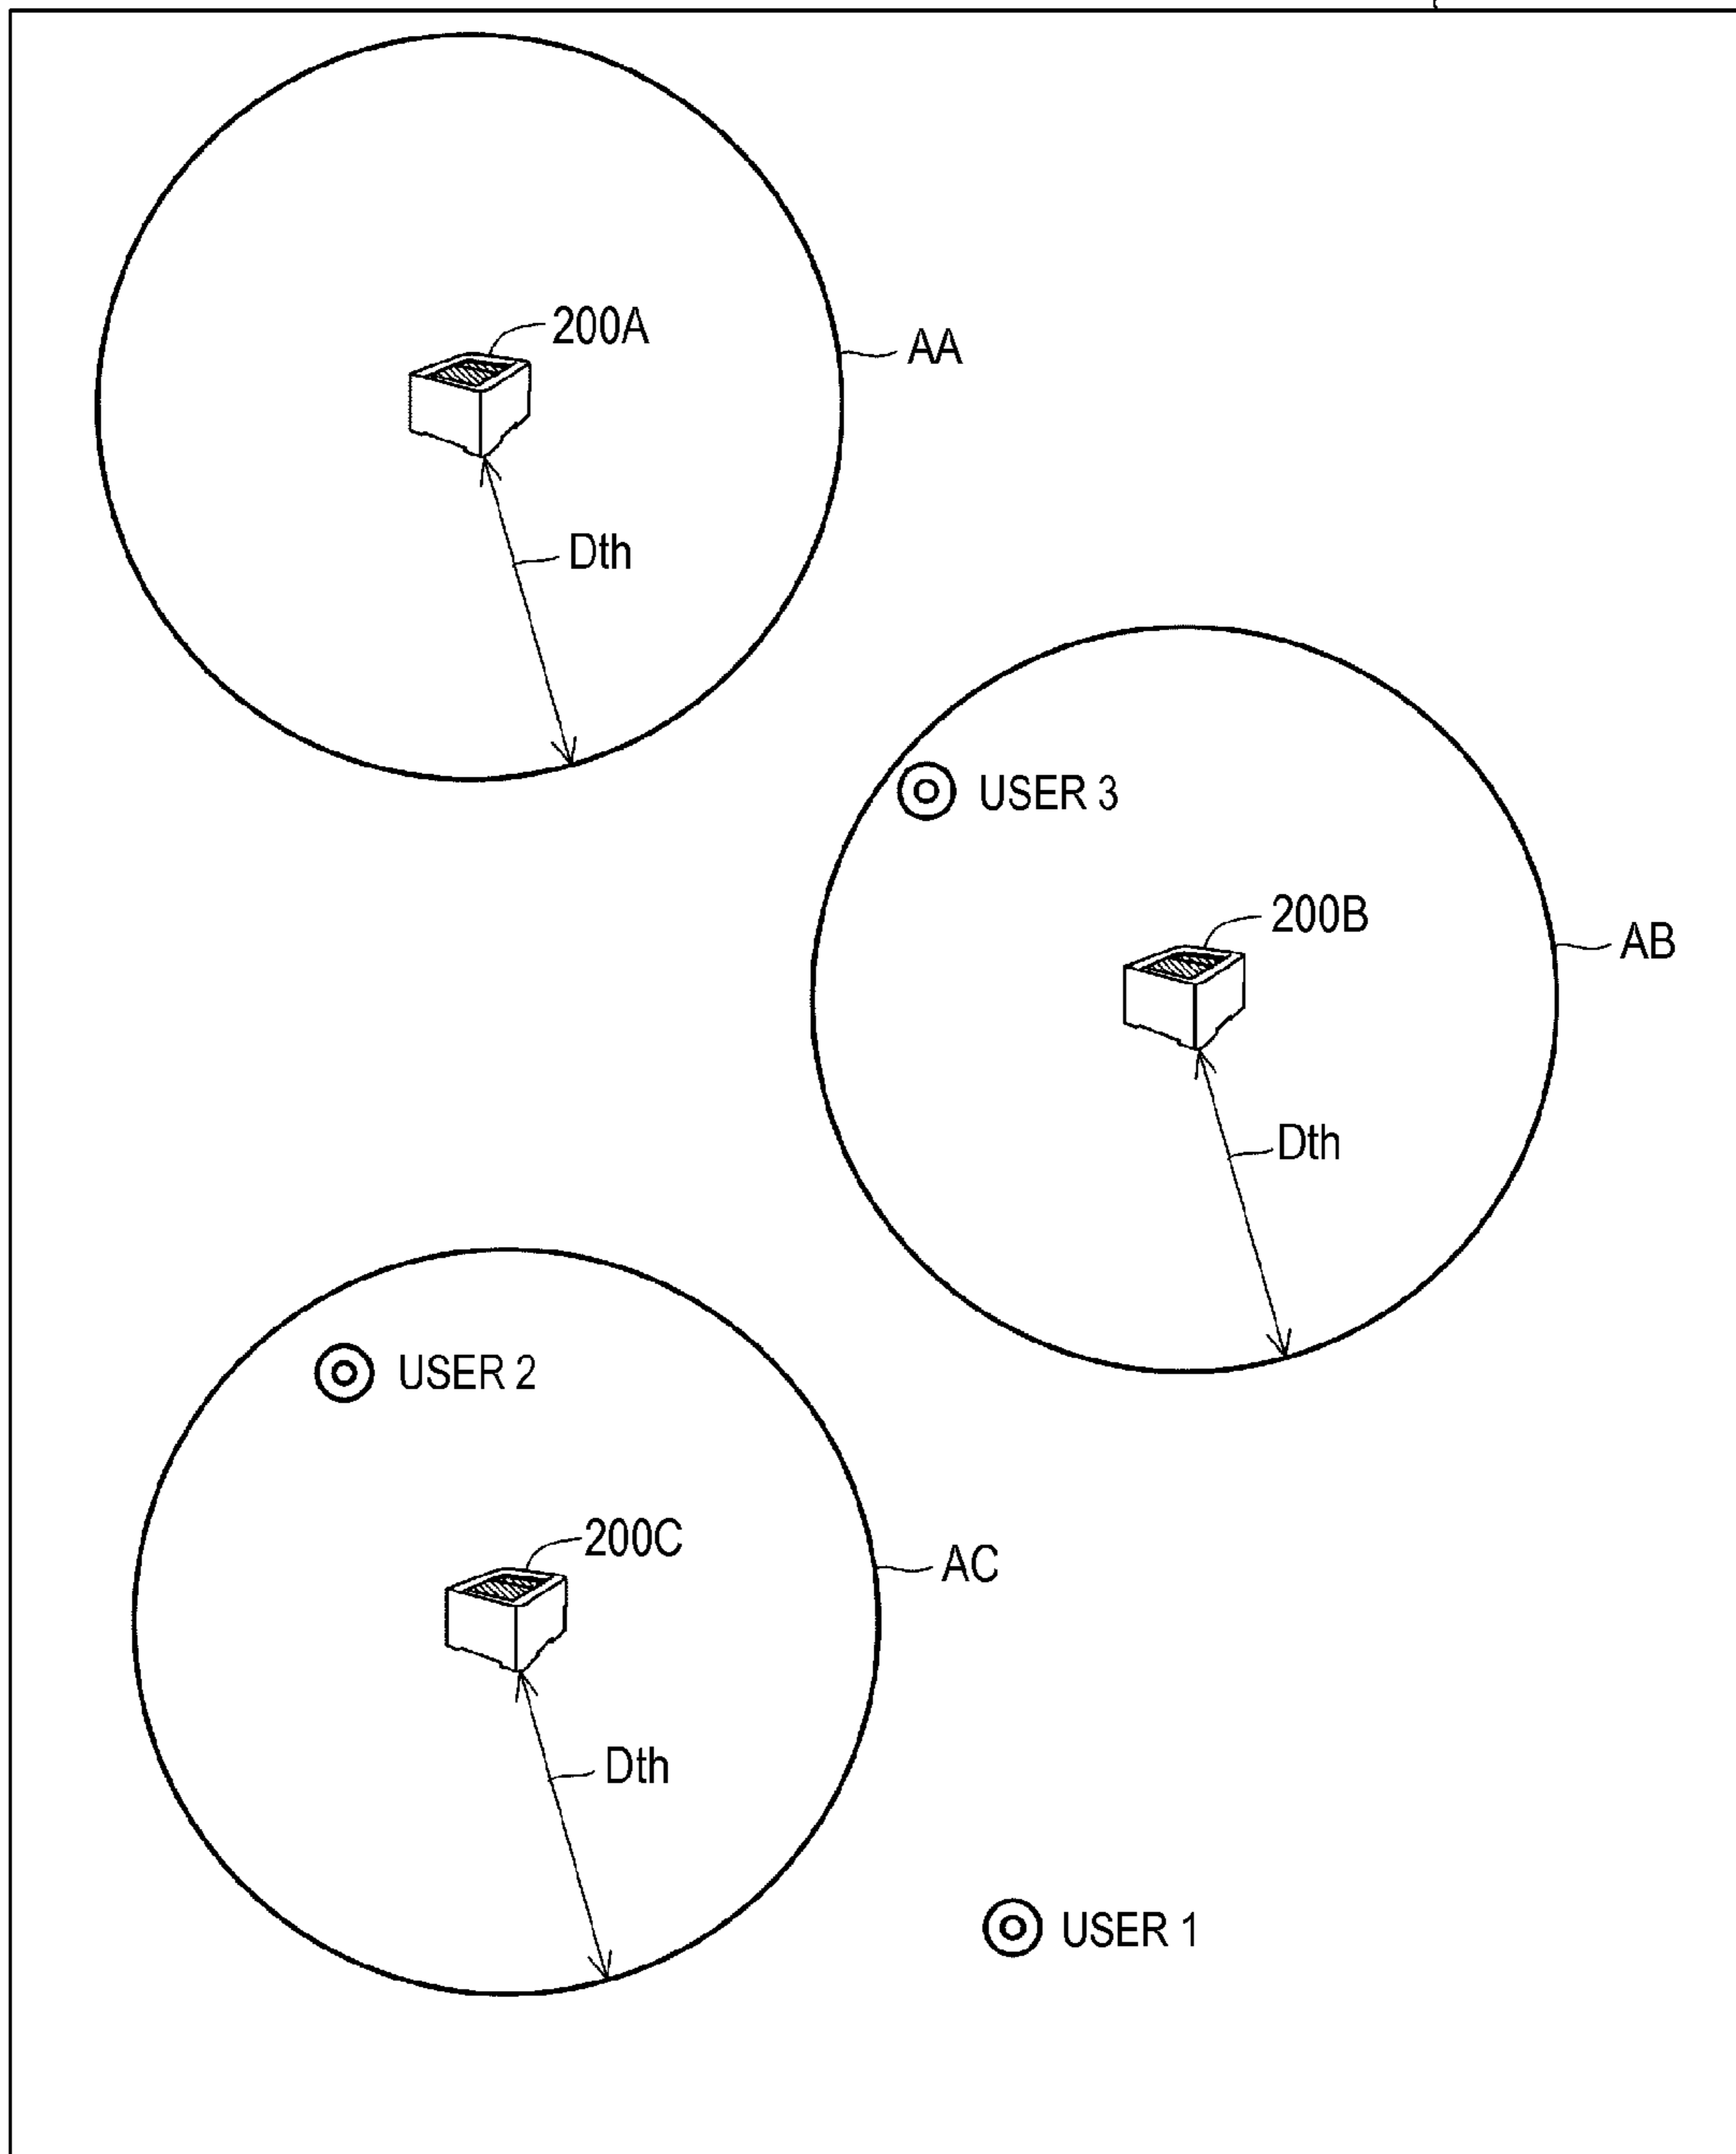 200A
AA
Dth
USER 3
200B
AB
Dth
USER 2
200C
AC
Dth
USER 1